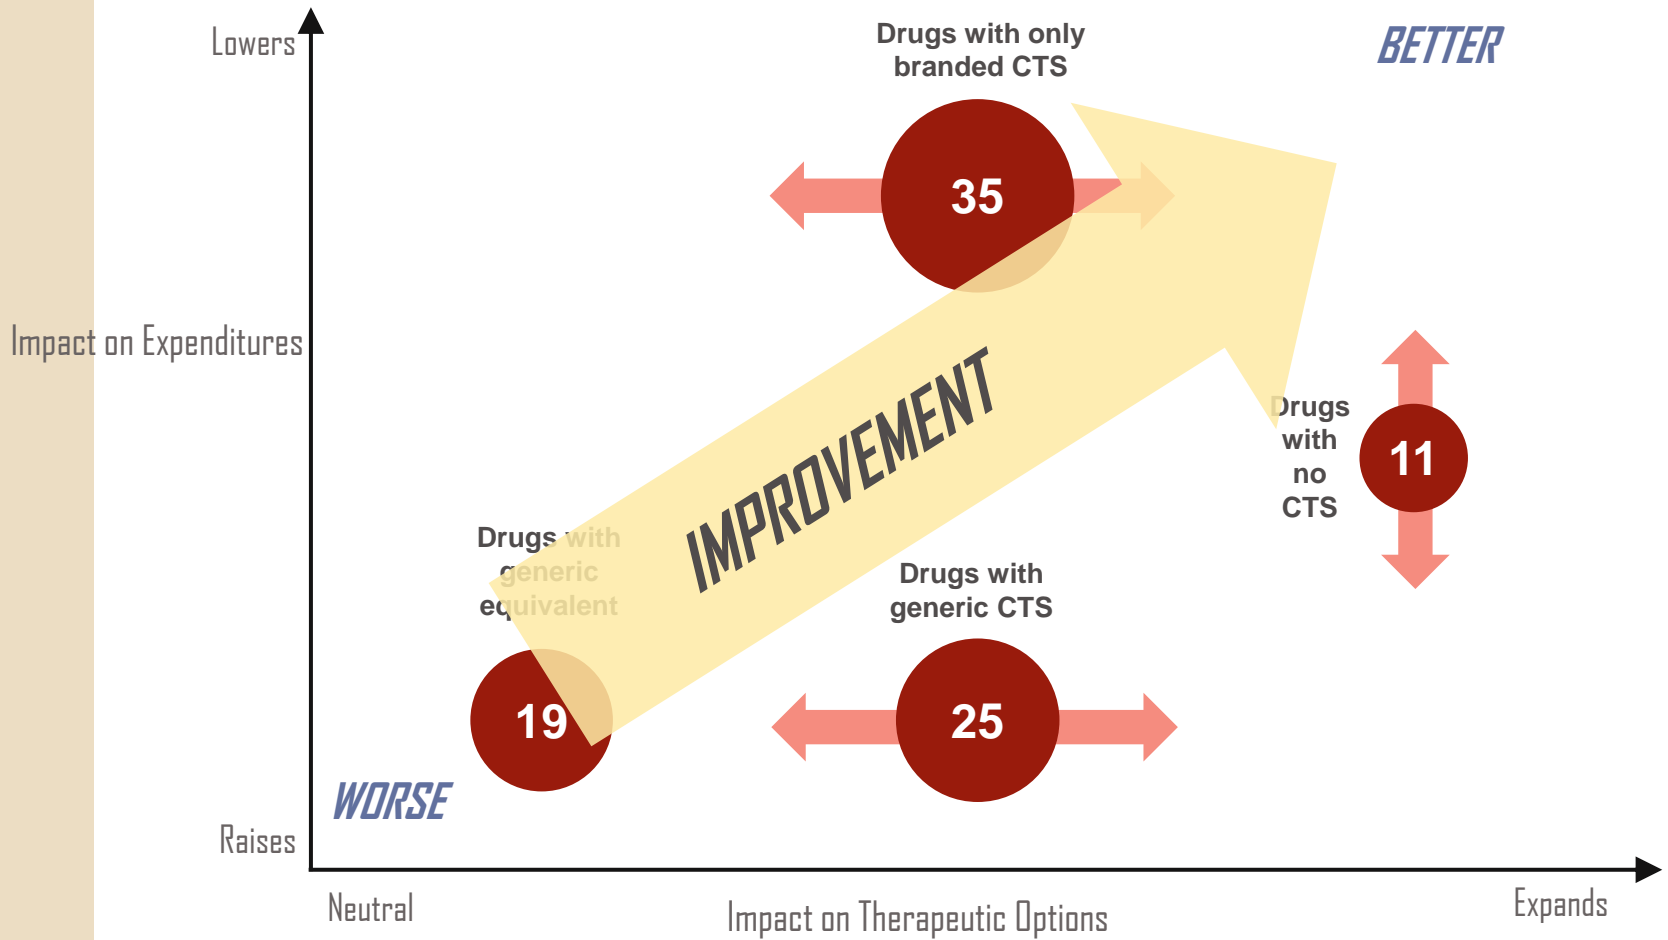 Lowers
Drugs with only
branded CTS
BETTER
35
Impact on Expenditures
IMPROVEMENT
Drugs
with
no
CTS
11
Drugs with
generic
equivalent
19
Drugs with
generic CTS
25
WORSE
Raises
Neutral
Impact on Therapeutic Options
Expands